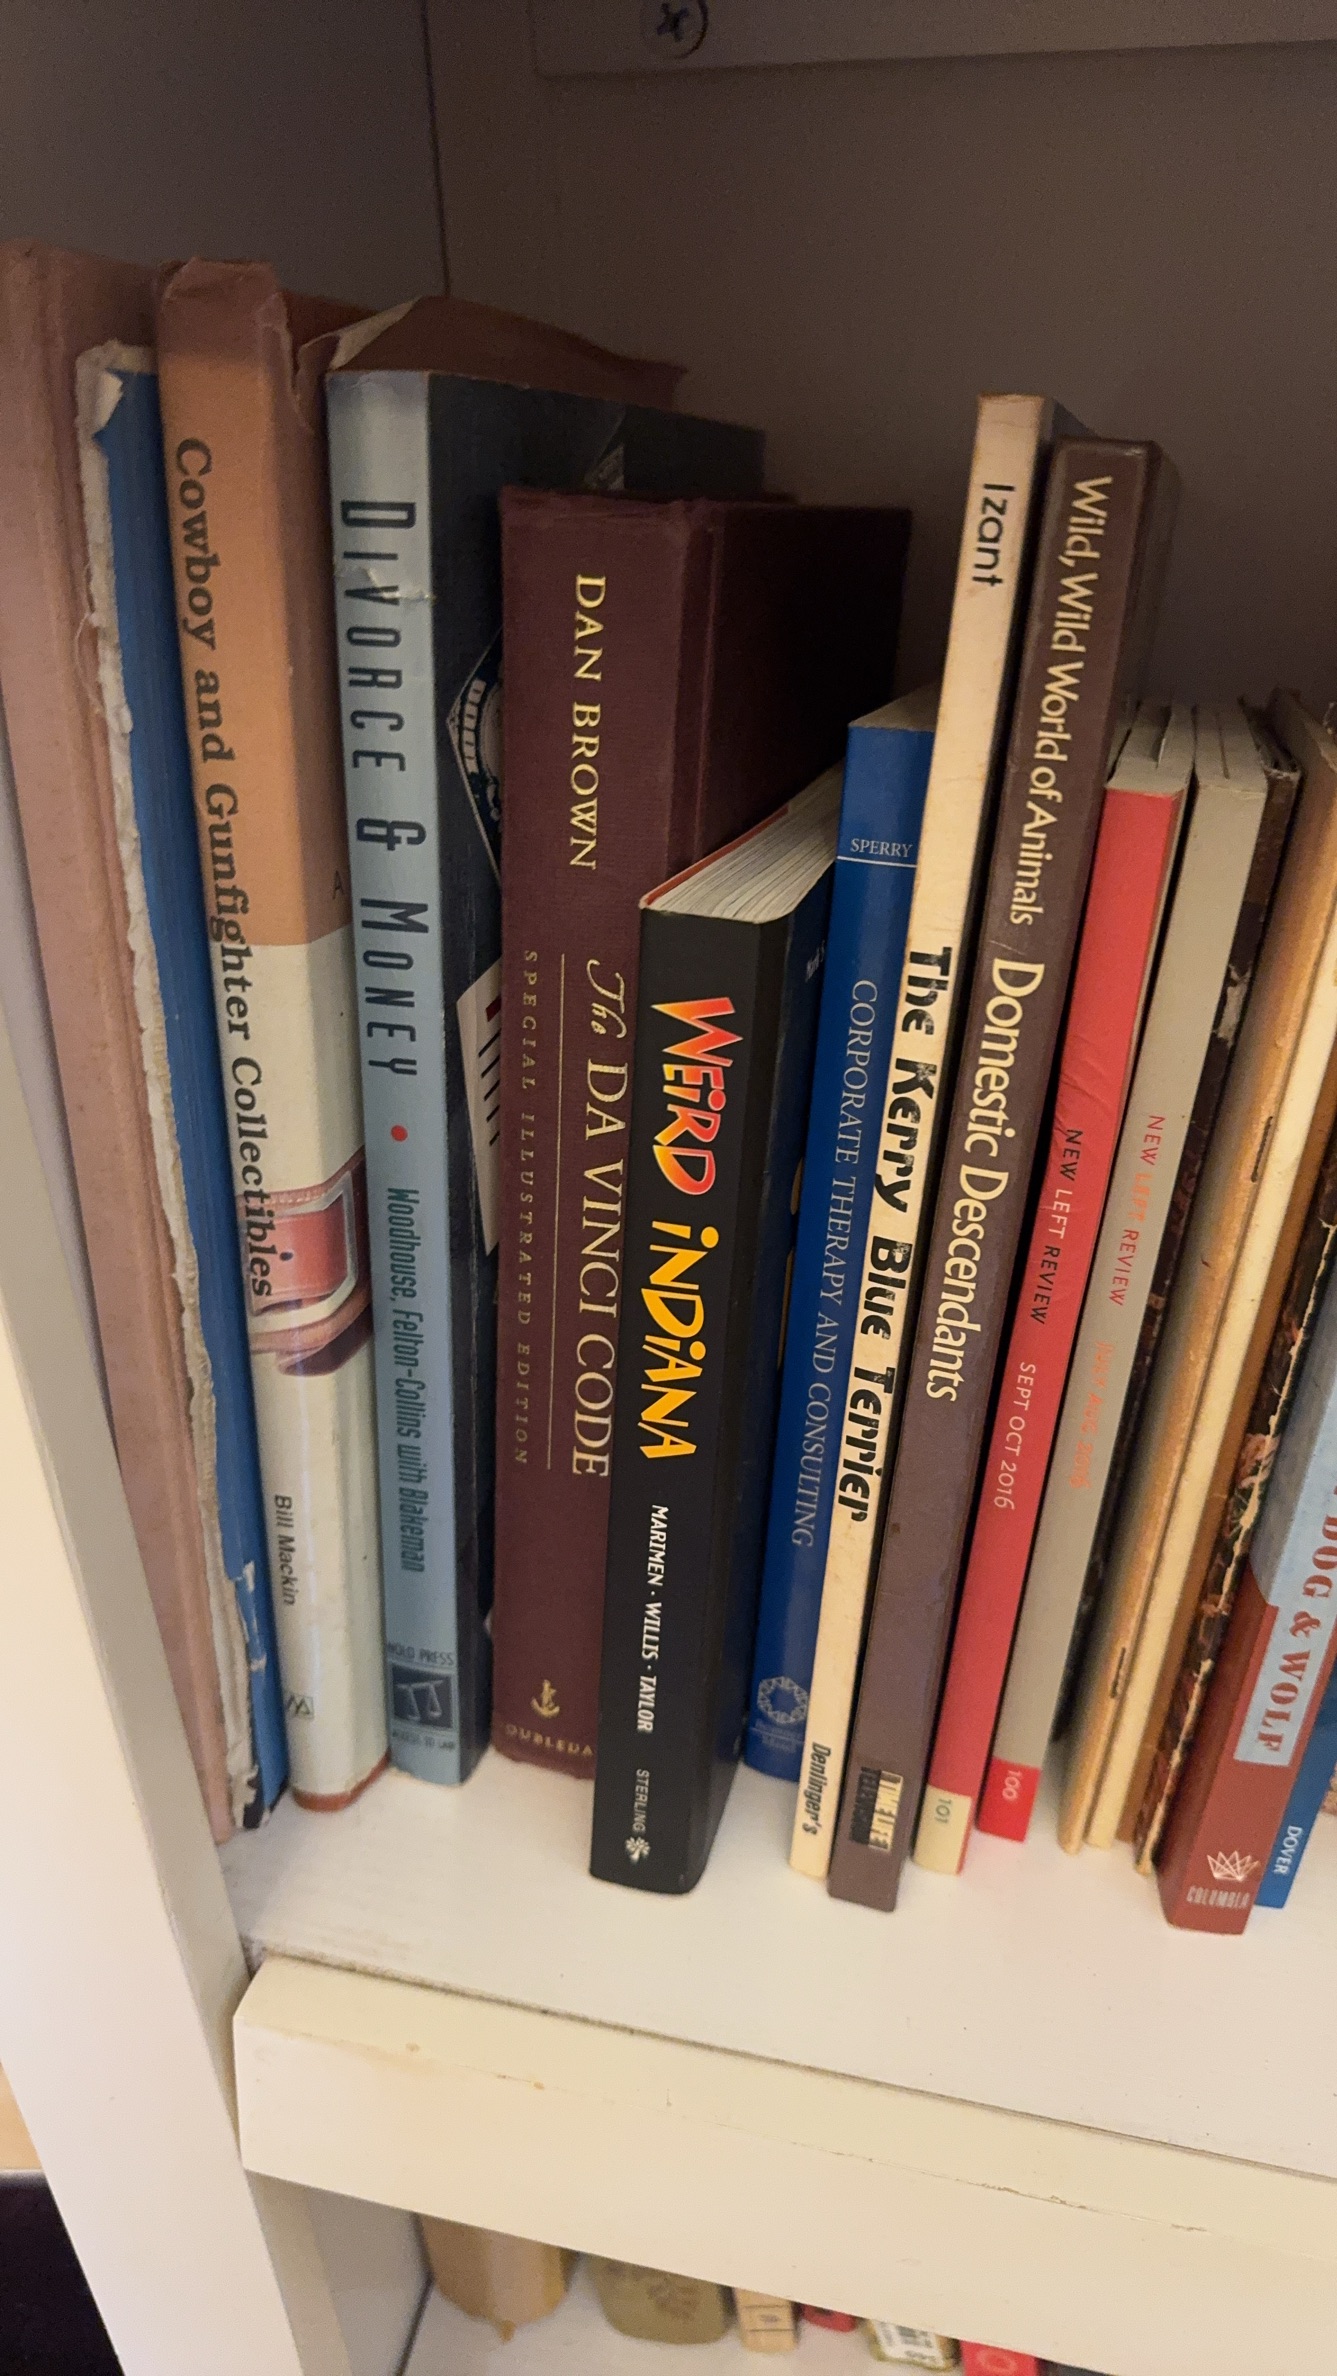 Cowboy and Gunfighter Collectibles
Bill Mackin
DIVORCE & MONEY • Woodhouse, Felton-Collins with Blakeman
DAN BROWN
The DA VINCI CODE
SPECIAL ILLUSTRATED EDITION
WEIRD INDIANA
MARIMEN · WILLIS · TAYLOR
STERLING
SPERRY
CORPORATE THERAPY AND CONSULTING
Izant
The Kerry Blue Terrier
Denlinger's
Wild, Wild World of Animals / Domestic Descendants
NEW LEFT REVIEW
SEPT OCT 2016
101
NEW LEFT REVIEW
100
DOG & WOLF
COLUMBIA
DOVER